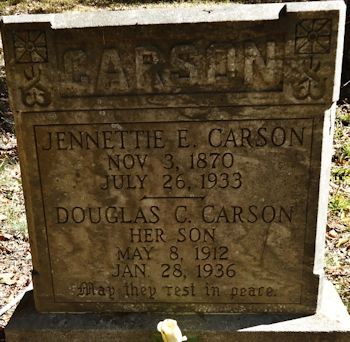 CARSON
JENNETTIE E. CARSON
NOV 3, 1870
JULY 26, 1933
DOUGLAS C. CARSON
HER SON
MAY 8, 1912
JAN. 28, 1936
May they rest in peace.